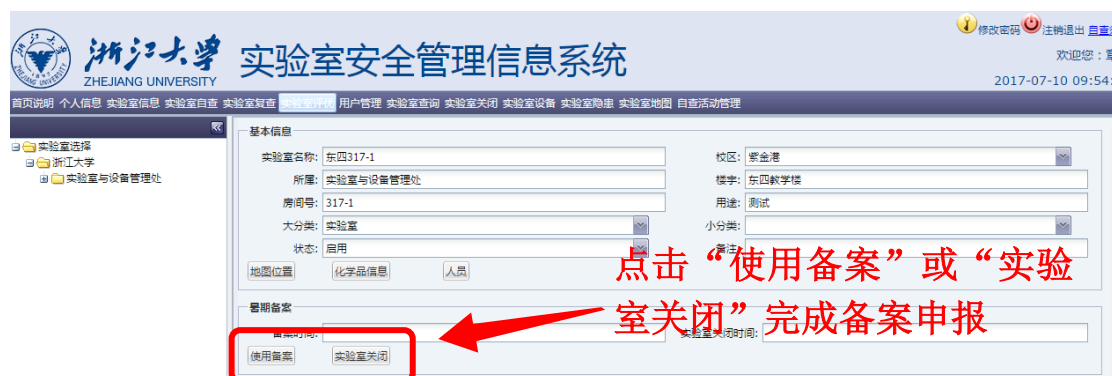 修改密码 注销退出 自查
浙江大学
ZHEJIANG UNIVERSITY
实验室安全管理信息系统
欢迎您：
2017-07-10 09:54:
首页说明 个人信息 实验室信息 实验室自查 实验室复查 实验室评优 用户管理 实验室查询 实验室关闭 实验室设备 实验室隐患 实验室地图 自查活动管理
实验室选择
浙江大学
实验室与设备管理处
基本信息
实验室名称: 东四317-1 校区: 紫金港
所属: 实验室与设备管理处 楼宇: 东四教学楼
房间号: 317-1 用途: 测试
大分类: 实验室 小分类:
状态: 启用 备注:
地图位置 化学品信息 人员
点击“使用备案”或“实验
室关闭”完成备案申报
暑期备案
备案时间: 实验室关闭时间:
使用备案 实验室关闭